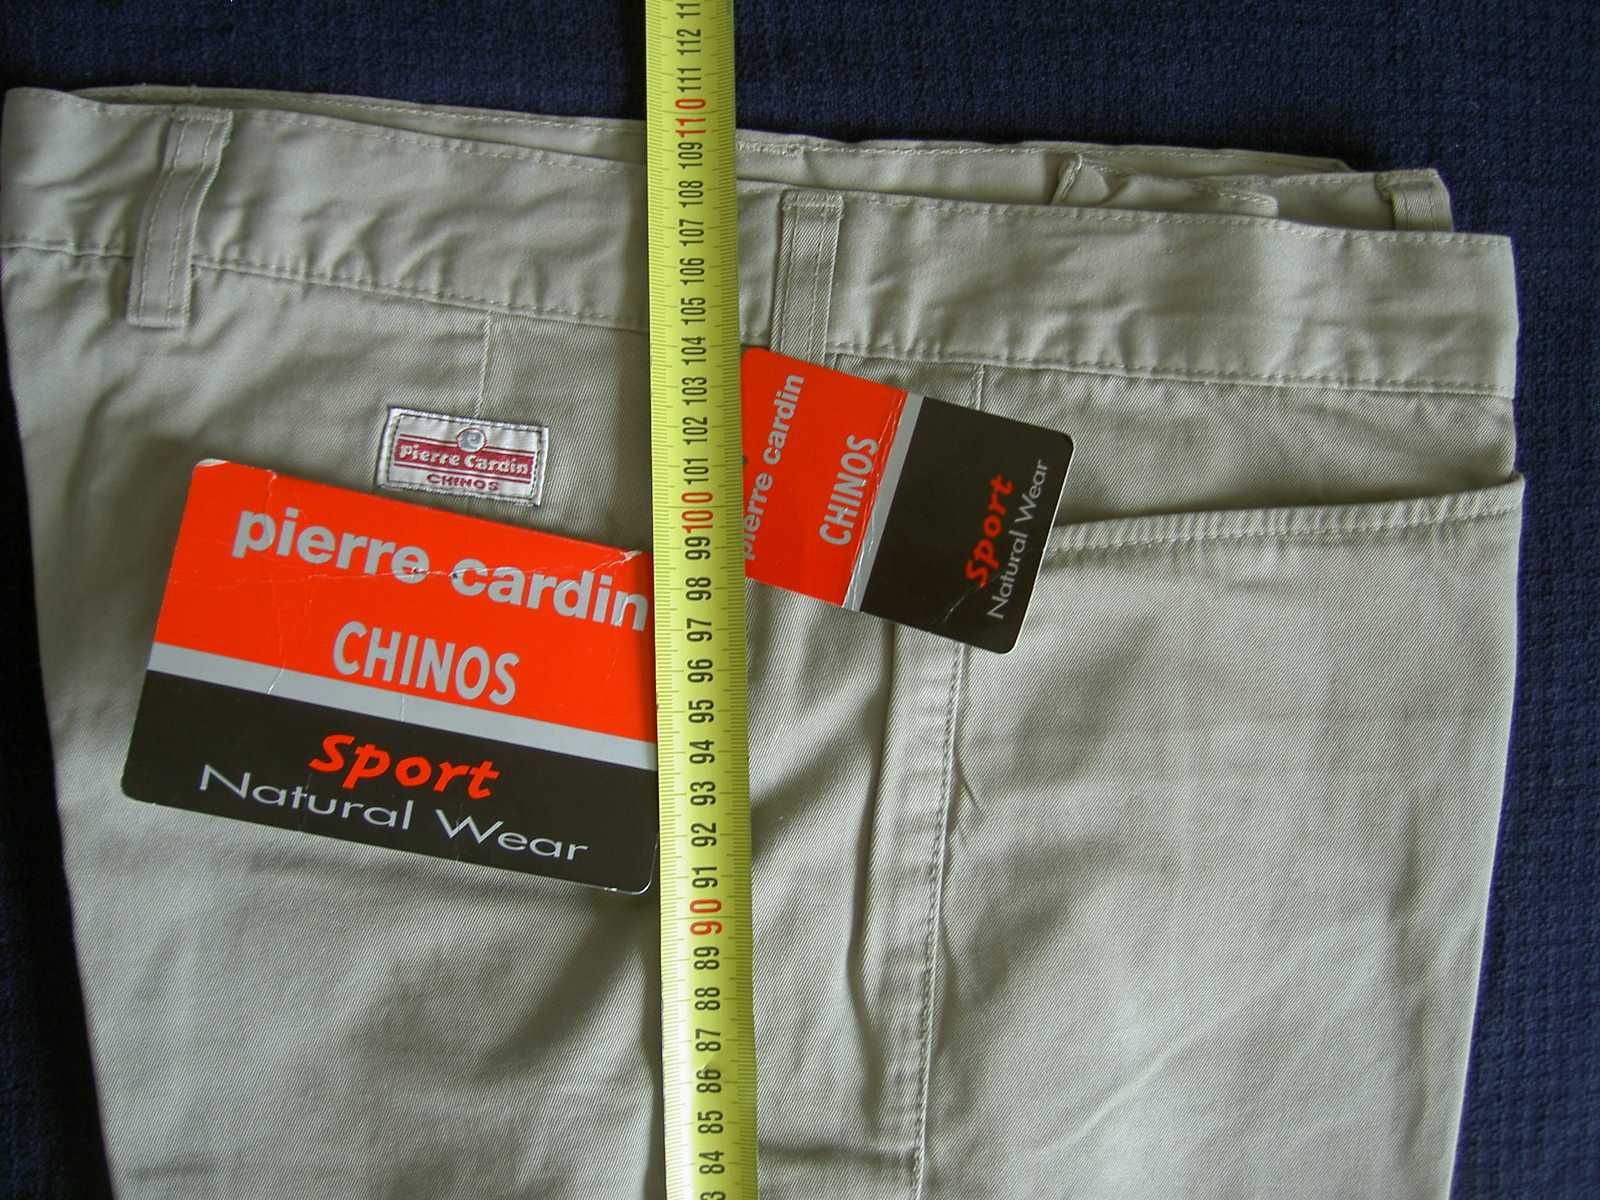 Pierre Cardin
CHINOS
pierre cardin
CHINOS
Sport
Natural Wear
pierre cardin
CHINOS
Sport
Natural Wear
112
111
110
109
108
107
106
105
104
103
102
101
100
99
98
97
96
95
94
93
92
91
90
89
88
87
86
85
84